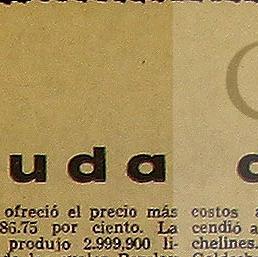 uda
ofreció el precio más
86.75 por ciento. La
produjo 2.999,900 li-
costos
cendió a
chelines.